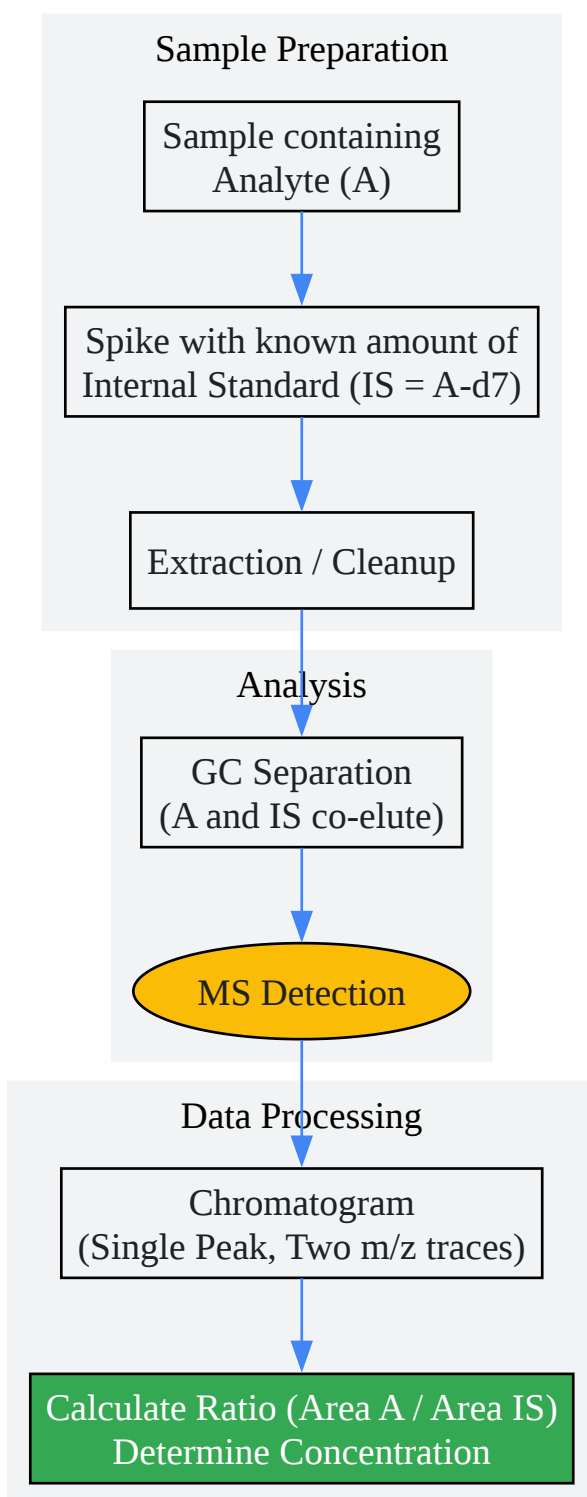 Sample Preparation
Sample containing
Analyte (A)
Spike with known amount of
Internal Standard (IS = A-d7)
Extraction / Cleanup
Analysis
GC Separation
(A and IS co-elute)
MS Detection
Data Processing
Chromatogram
(Single Peak, Two m/z traces)
Calculate Ratio (Area A / Area IS)
Determine Concentration